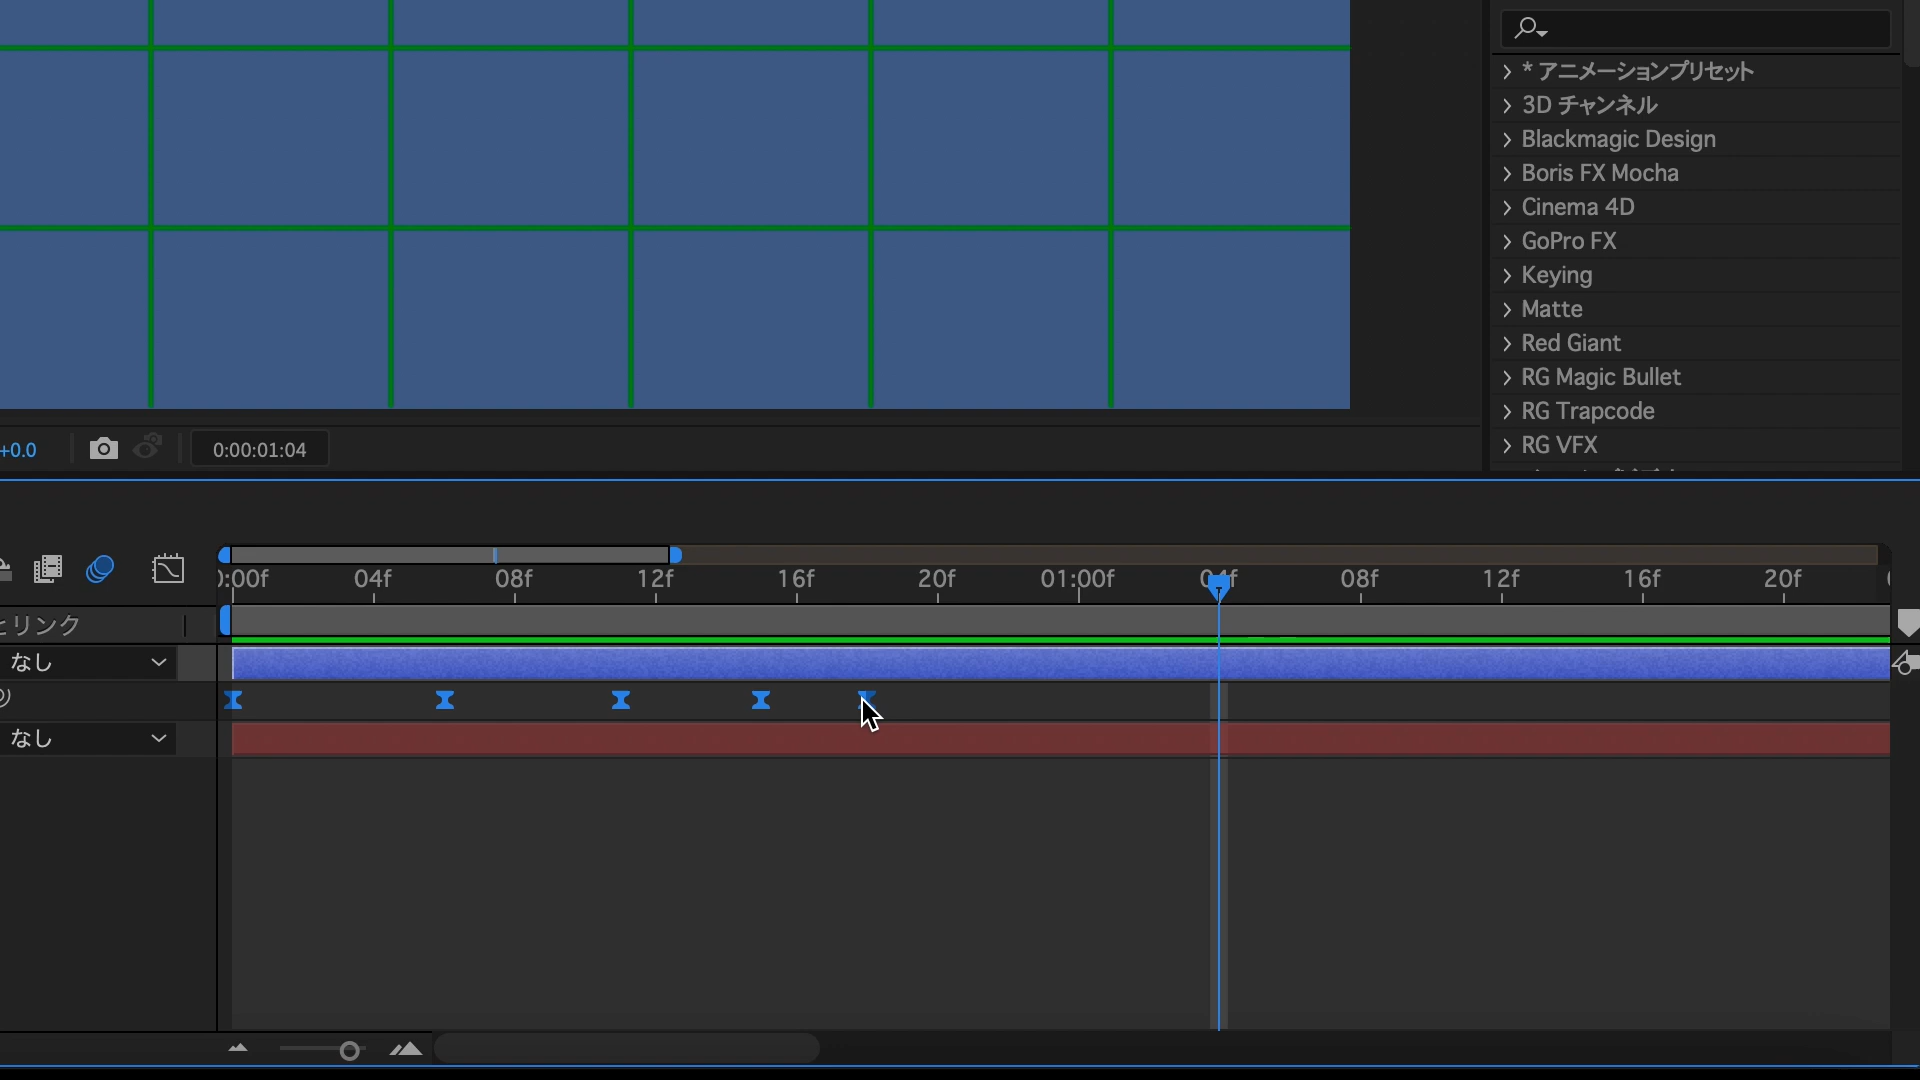 * アニメーションプリセット
3D チャンネル
Blackmagic Design
Boris FX Mocha
Cinema 4D
GoPro FX
Keying
Matte
Red Giant
RG Magic Bullet
RG Trapcode
RG VFX
+0.0
0:00:01:04
:00f 04f 08f 12f 16f 20f 01:00f 04f 08f 12f 16f 20f
とリンク
なし
なし